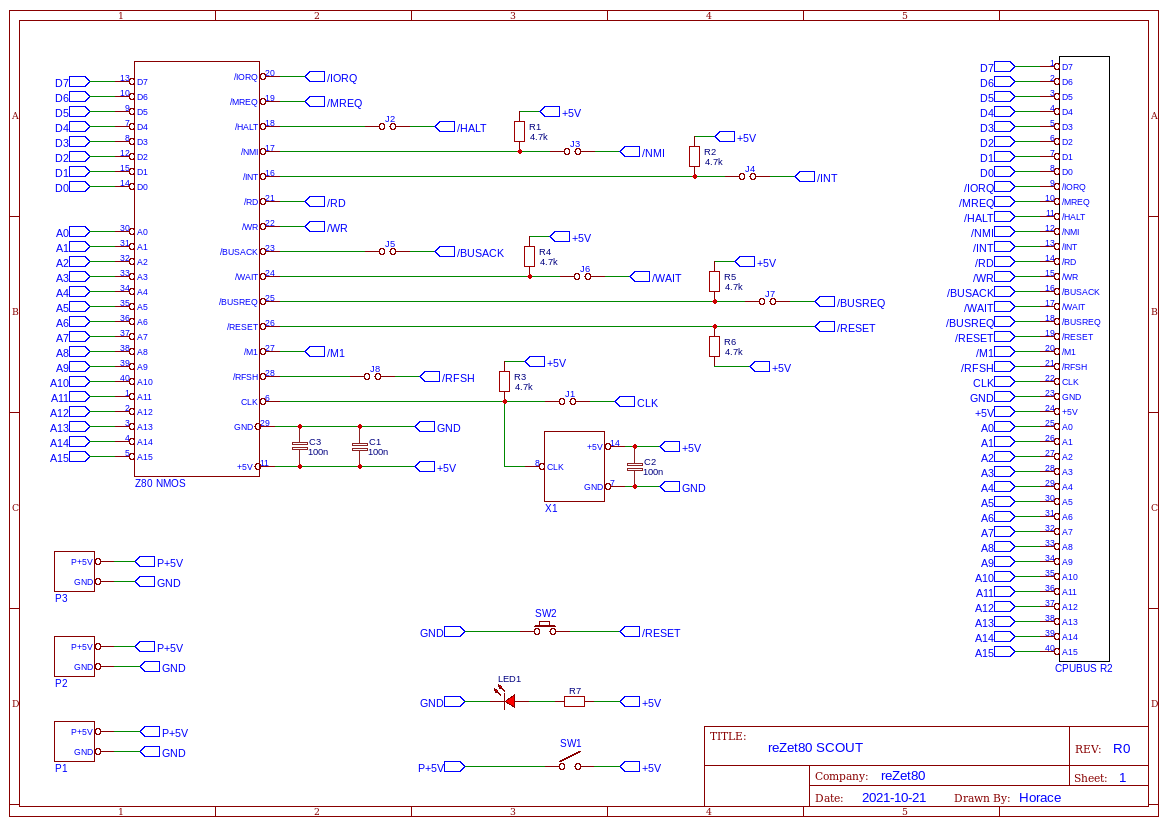 1 2 3 4 5
A B C D
A B C D
1 2 3 4 5
D7 13 D7
D6 10 D6
D5 9 D5
D4 7 D4
D3 8 D3
D2 12 D2
D1 15 D1
D0 14 D0
A0 30 A0
A1 31 A1
A2 32 A2
A3 33 A3
A4 34 A4
A5 35 A5
A6 36 A6
A7 37 A7
A8 38 A8
A9 39 A9
A10 40 A10
A11 1 A11
A12 2 A12
A13 3 A13
A14 4 A14
A15 5 A15
Z80 NMOS
/IORQ 20 /IORQ
/MREQ 19 /MREQ
/HALT 18 J2 /HALT
/NMI 17 J3 /NMI
R1 4.7k +5V
/INT 16 J4 /INT
R2 4.7k +5V
/RD 21 /RD
/WR 22 /WR
/BUSACK 23 J5 /BUSACK
/WAIT 24 J6 /WAIT
R4 4.7k +5V
/BUSREQ 25 J7 /BUSREQ
R5 4.7k +5V
/RESET 26 /RESET
R6 4.7k +5V
/M1 27 /M1
/RFSH 28 J8 /RFSH
CLK 6 J1 CLK
R3 4.7k +5V
GND 29 GND
C3 100n
C1 100n
+5V 11 +5V
8 CLK
+5V 14 +5V
C2 100n
GND 7 GND
X1
P+5V P+5V
GND GND
P3
P+5V P+5V
GND GND
P2
P+5V P+5V
GND GND
P1
SW2
GND /RESET
LED1 R7
GND +5V
SW1
P+5V +5V
D7 1 D7
D6 2 D6
D5 3 D5
D4 4 D4
D3 5 D3
D2 6 D2
D1 7 D1
D0 8 D0
/IORQ 9 /IORQ
/MREQ 10 /MREQ
/HALT 11 /HALT
/NMI 12 /NMI
/INT 13 /INT
/RD 14 /RD
/WR 15 /WR
/BUSACK 16 /BUSACK
/WAIT 17 /WAIT
/BUSREQ 18 /BUSREQ
/RESET 19 /RESET
/M1 20 /M1
/RFSH 21 /RFSH
CLK 22 CLK
GND 23 GND
+5V 24 +5V
A0 25 A0
A1 26 A1
A2 27 A2
A3 28 A3
A4 29 A4
A5 30 A5
A6 31 A6
A7 32 A7
A8 33 A8
A9 34 A9
A10 35 A10
A11 36 A11
A12 37 A12
A13 38 A13
A14 39 A14
A15 40 A15
CPUBUS R2
TITLE:
reZet80 SCOUT
REV: R0
Company: reZet80
Sheet: 1
Date: 2021-10-21 Drawn By: Horace